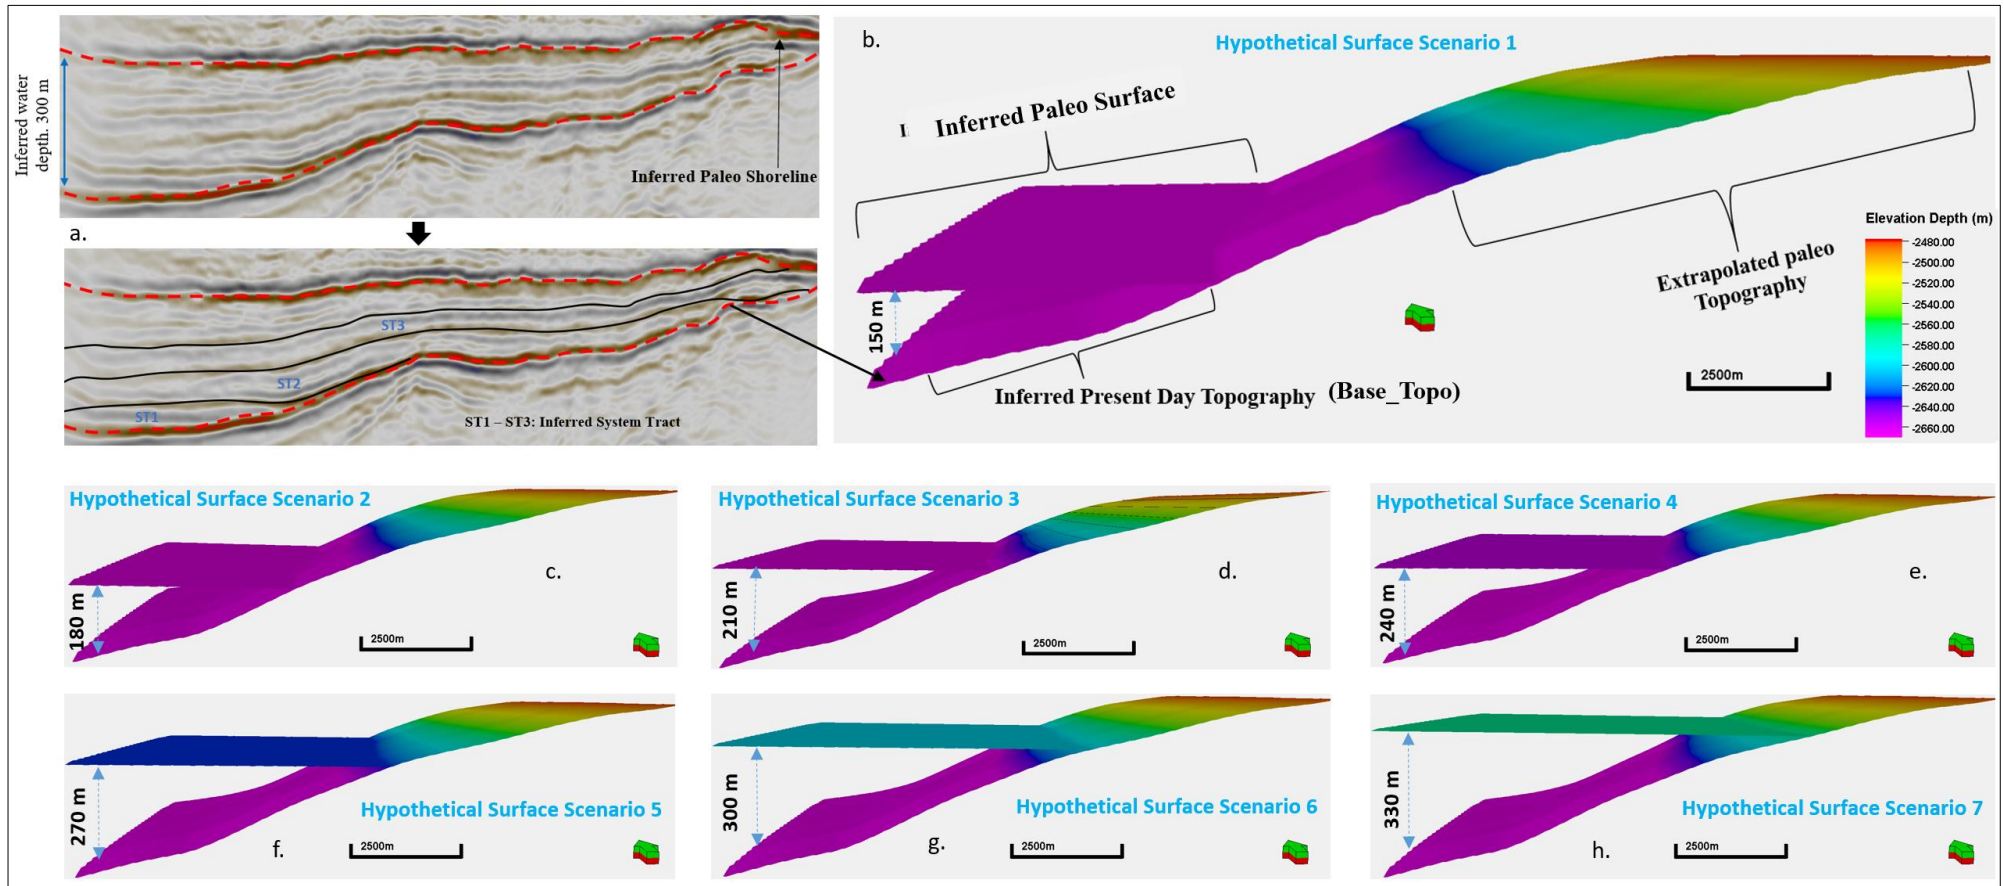 Inferred water
depth. 300 m
Inferred Paleo Shoreline
a.
ST3
ST2
ST1
ST1 – ST3: Inferred System Tract
b.
Hypothetical Surface Scenario 1
I Inferred Paleo Surface
150 m
Inferred Present Day Topography (Base_Topo)
Extrapolated paleo
Topography
2500m
Elevation Depth (m)
-2480.00
-2500.00
-2520.00
-2540.00
-2560.00
-2580.00
-2600.00
-2620.00
-2640.00
-2660.00
Hypothetical Surface Scenario 2
c.
180 m
2500m
Hypothetical Surface Scenario 3
d.
210 m
2500m
Hypothetical Surface Scenario 4
e.
240 m
2500m
270 m
Hypothetical Surface Scenario 5
f.
2500m
300 m
Hypothetical Surface Scenario 6
g.
2500m
330 m
Hypothetical Surface Scenario 7
h.
2500m